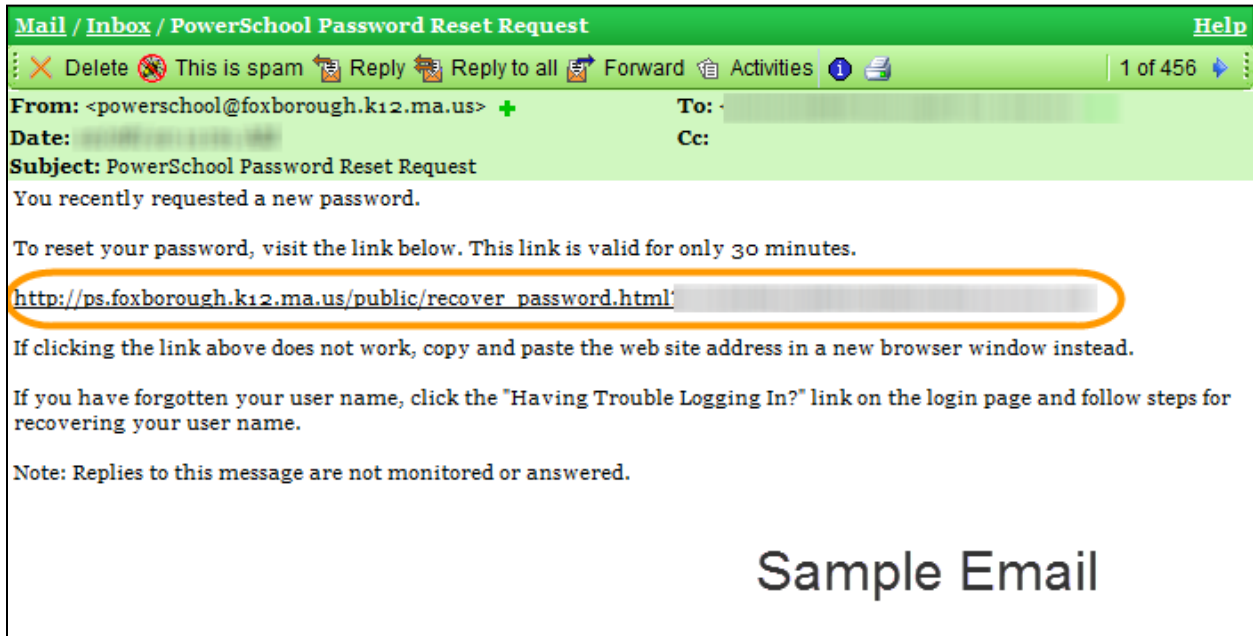 Mail / Inbox / PowerSchool Password Reset Request Help
Delete This is spam Reply Reply to all Forward Activities 1 of 456
From: <powerschool@foxborough.k12.ma.us> To: <
Date: Cc:
Subject: PowerSchool Password Reset Request
You recently requested a new password.
To reset your password, visit the link below. This link is valid for only 30 minutes.
http://ps.foxborough.k12.ma.us/public/recover_password.html?
If clicking the link above does not work, copy and paste the web site address in a new browser window instead.
If you have forgotten your user name, click the "Having Trouble Logging In?" link on the login page and follow steps for
recovering your user name.
Note: Replies to this message are not monitored or answered.
Sample Email